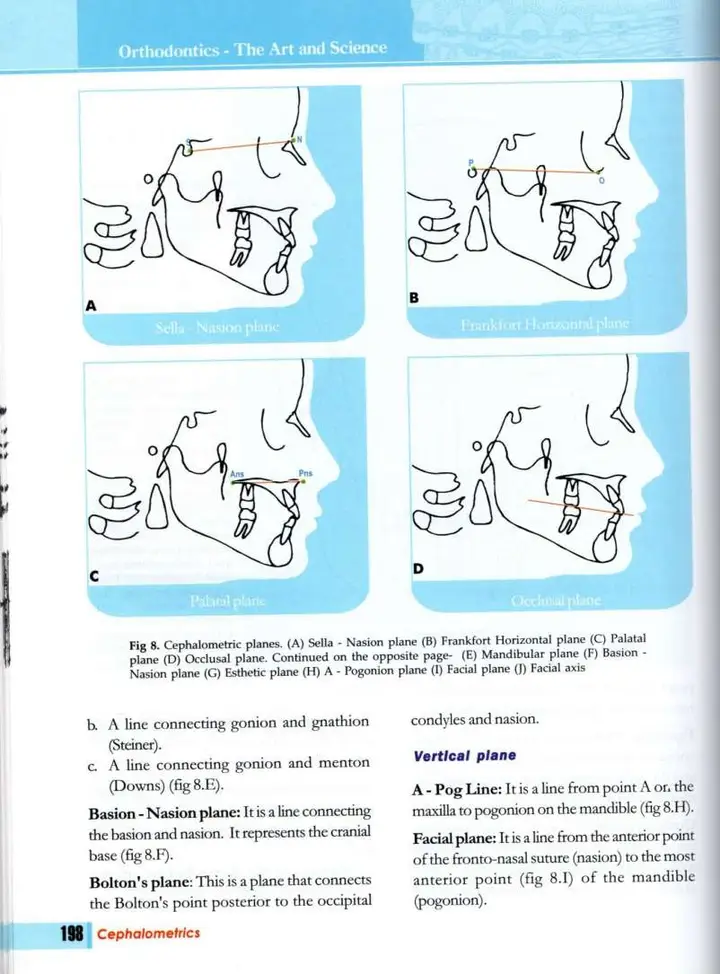 Orthodontics - The Art and Science
S
N
A
Sella - Nasion plane
P
O
B
Frankfort Horizontal plane
Ans
Pns
C
Palatal plane
D
Occlusal plane
Fig 8. Cephalometric planes. (A) Sella - Nasion plane (B) Frankfort Horizontal plane (C) Palatal
plane (D) Occlusal plane. Continued on the opposite page- (E) Mandibular plane (F) Basion -
Nasion plane (G) Esthetic plane (H) A - Pogonion plane (I) Facial plane (J) Facial axis
b. A line connecting gonion and gnathion
(Steiner).
c. A line connecting gonion and menton
(Downs) (fig 8.E).
Basion - Nasion plane: It is a line connecting
the basion and nasion. It represents the cranial
base (fig 8.F).
Bolton's plane: This is a plane that connects
the Bolton's point posterior to the occipital
condyles and nasion.
Vertical plane
A - Pog Line: It is a line from point A on the
maxilla to pogonion on the mandible (fig 8.H).
Facial plane: It is a line from the anterior point
of the fronto-nasal suture (nasion) to the most
anterior point (fig 8.I) of the mandible
(pogonion).
198 Cephalometrics